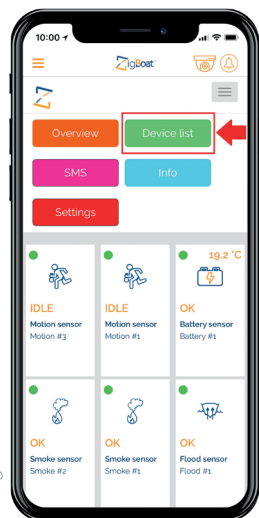 10:00
ZigBoat
Overview
Device list
SMS
Info
Settings
19.2 °C
IDLE
IDLE
OK
Motion sensor
Motion sensor
Battery sensor
Motion #3
Motion #1
Battery #1
OK
OK
OK
Smoke sensor
Smoke sensor
Flood sensor
Smoke #2
Smoke #1
Flood #1